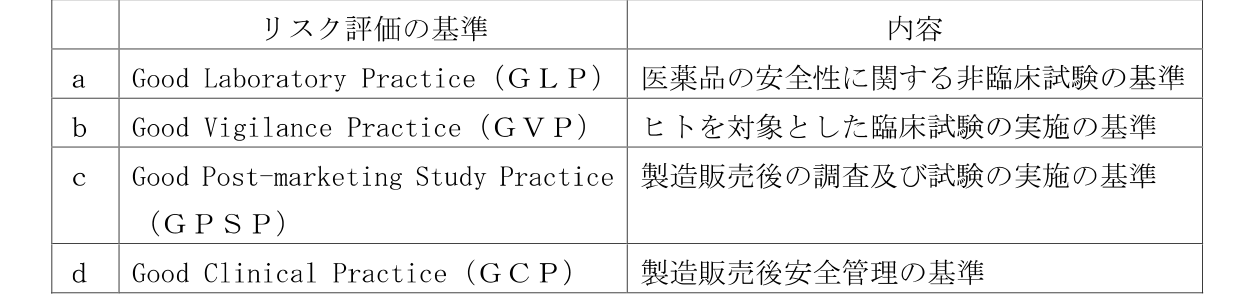 リスク評価の基準 内容
a Good Laboratory Practice（ＧＬＰ） 医薬品の安全性に関する非臨床試験の基準
b Good Vigilance Practice（ＧＶＰ） ヒトを対象とした臨床試験の実施の基準
c Good Post-marketing Study Practice 製造販売後の調査及び試験の実施の基準
（ＧＰＳＰ）
d Good Clinical Practice（ＧＣＰ） 製造販売後安全管理の基準